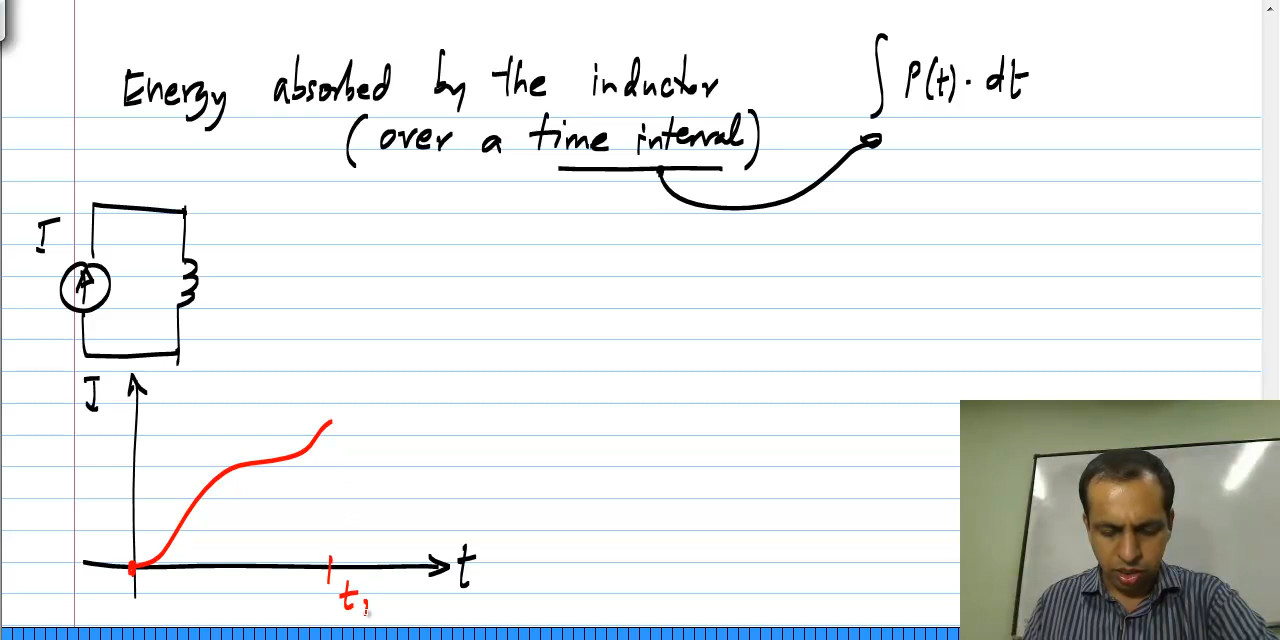 Energy absorbed by the inductor ∫ P(t) · dt
(over a time interval)
I
I
t
t₁